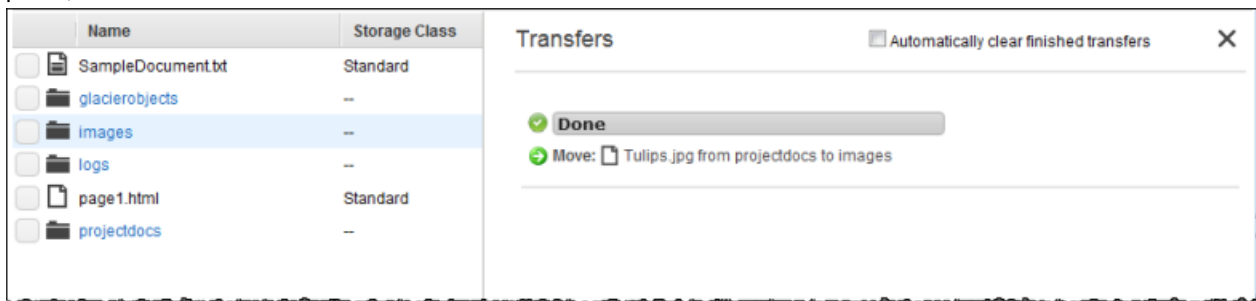 Name Storage Class
SampleDocument.txt Standard
glacierobjects --
images --
logs --
page1.html Standard
projectdocs --
Transfers Automatically clear finished transfers
Done
Move: Tulips.jpg from projectdocs to images